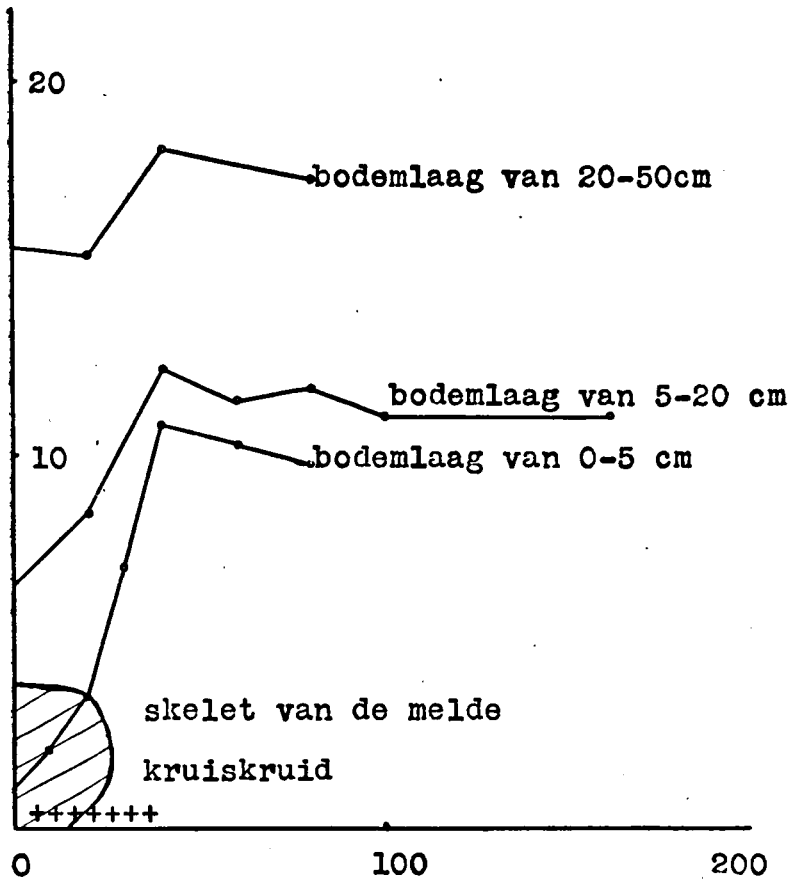 20
bodemlaag van 20-50cm
bodemlaag van 5-20 cm
10
bodemlaag van 0-5 cm
skelet van de melde
kruiskruid
+++++++
0 100 200